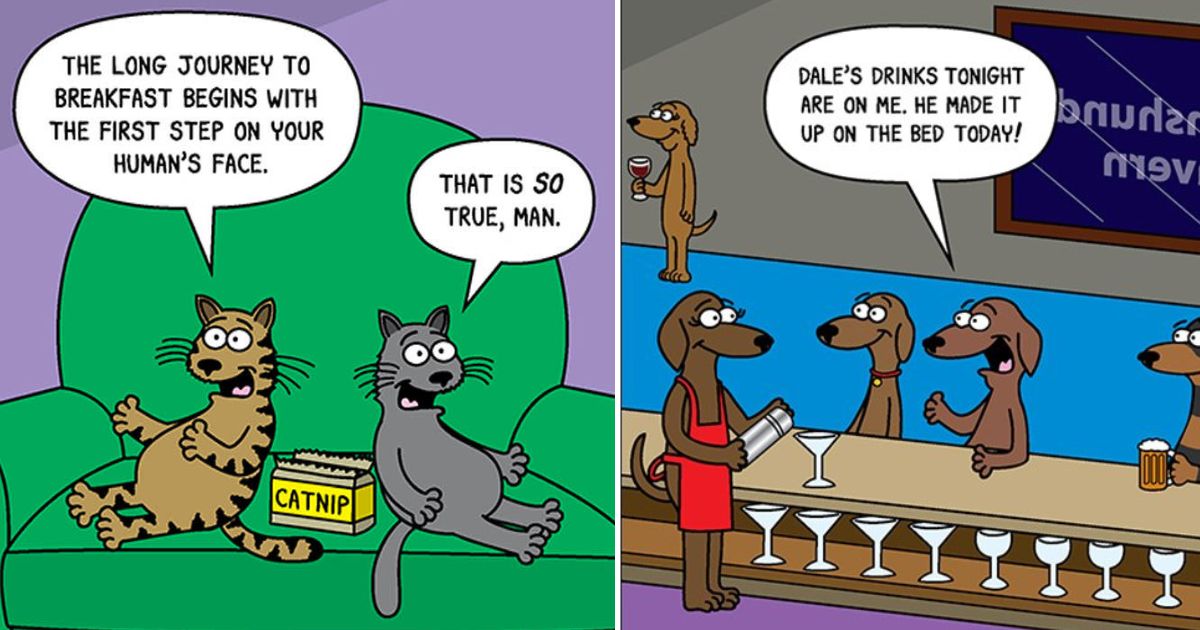 THE LONG JOURNEY TO
BREAKFAST BEGINS WITH
THE FIRST STEP ON YOUR
HUMAN'S FACE.
THAT IS SO
TRUE, MAN.
CATNIP
DALE'S DRINKS TONIGHT
ARE ON ME. HE MADE IT
UP ON THE BED TODAY!